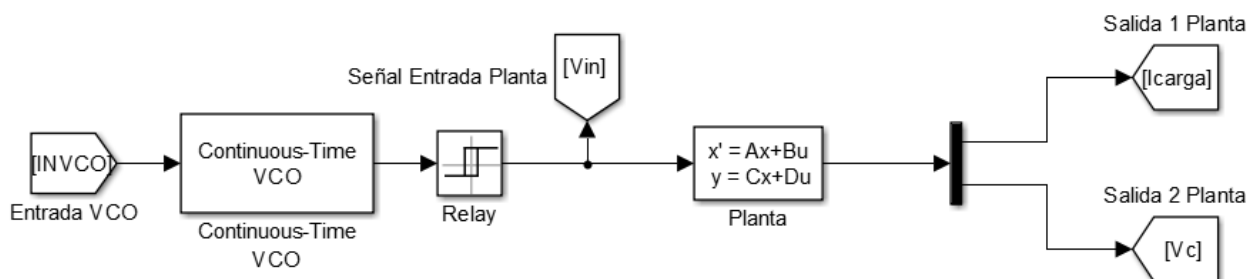 Salida 1 Planta
[Icarga]
Señal Entrada Planta
[Vin]
[INVCO]
Entrada VCO
Continuous-Time
VCO
Continuous-Time
VCO
Relay
x' = Ax+Bu
y = Cx+Du
Planta
Salida 2 Planta
[Vc]